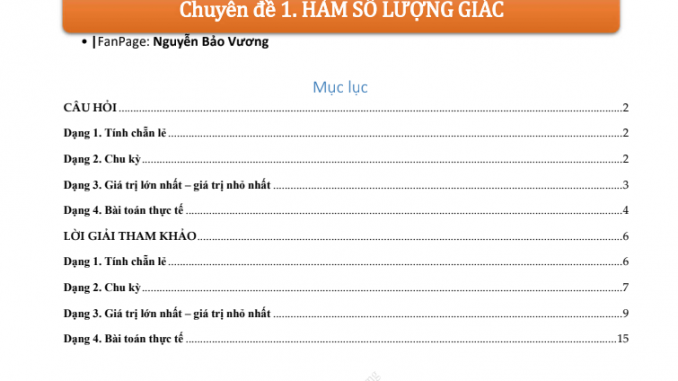 Chuyên đề 1. HÀM SỐ LƯỢNG GIÁC
• |FanPage: Nguyễn Bảo Vương
Mục lục
CÂU HỎI 2
Dạng 1. Tính chẵn lẻ 2
Dạng 2. Chu kỳ 2
Dạng 3. Giá trị lớn nhất – giá trị nhỏ nhất 3
Dạng 4. Bài toán thực tế 4
LỜI GIẢI THAM KHẢO 6
Dạng 1. Tính chẵn lẻ 6
Dạng 2. Chu kỳ 7
Dạng 3. Giá trị lớn nhất – giá trị nhỏ nhất 9
Dạng 4. Bài toán thực tế 15